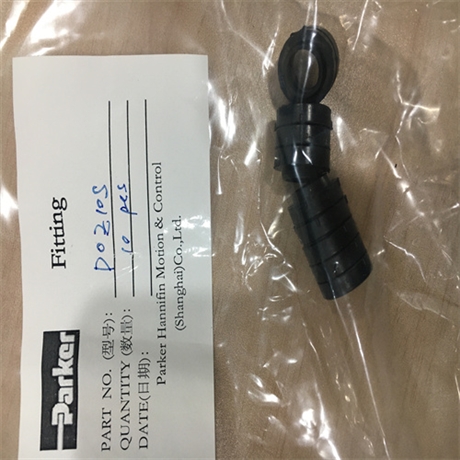 Parker
Fitting
PART NO. (型号): DOZ10S
QUANTITY (数量): 10 pcs
DATE(日期):
Parker Hannifin Motion & Control
(Shanghai)Co.,Ltd.